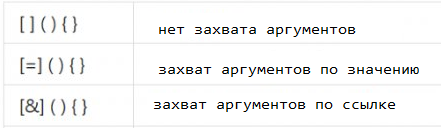 [ ] ( ) { } нет захвата аргументов
[=] ( ) { } захват аргументов по значению
[&] ( ) { } захват аргументов по ссылке